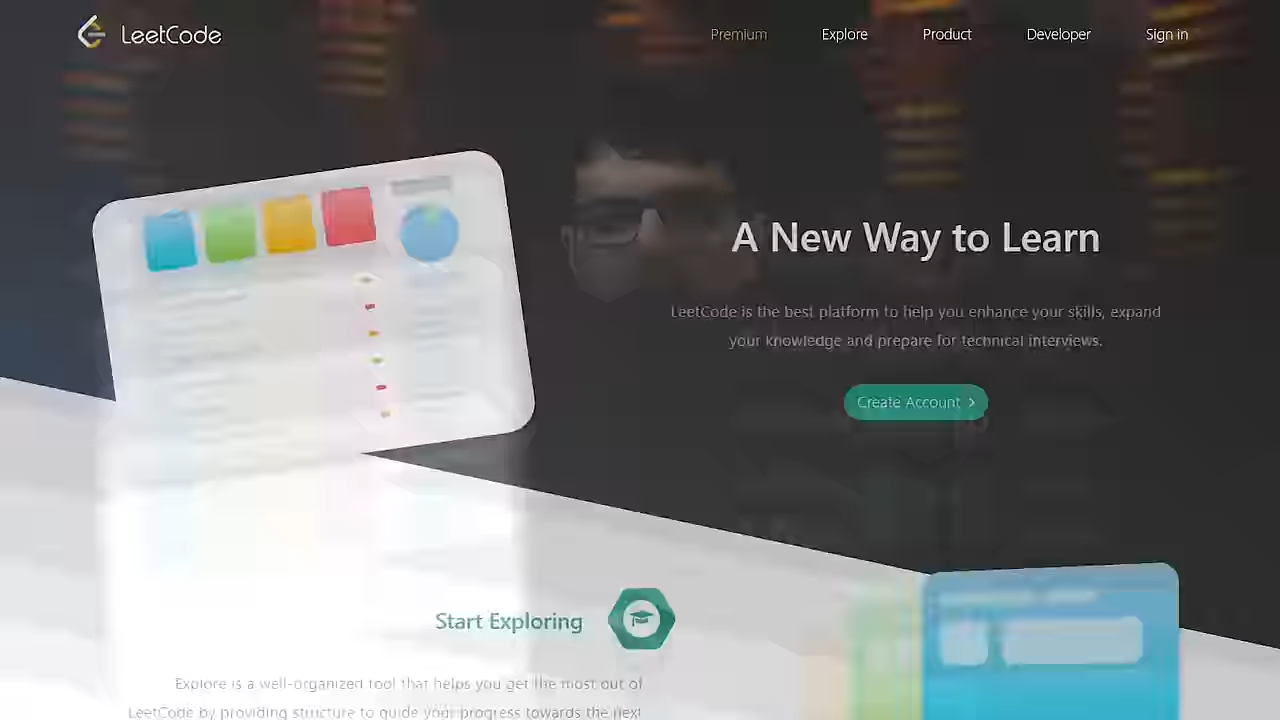 LeetCode
Premium
Explore
Product
Developer
Sign in
A New Way to Learn
LeetCode is the best platform to help you enhance your skills, expand
your knowledge and prepare for technical interviews.
Create Account
Start Exploring
Explore is a well-organized tool that helps you get the most out of
LeetCode by providing structure to guide your progress towards the next